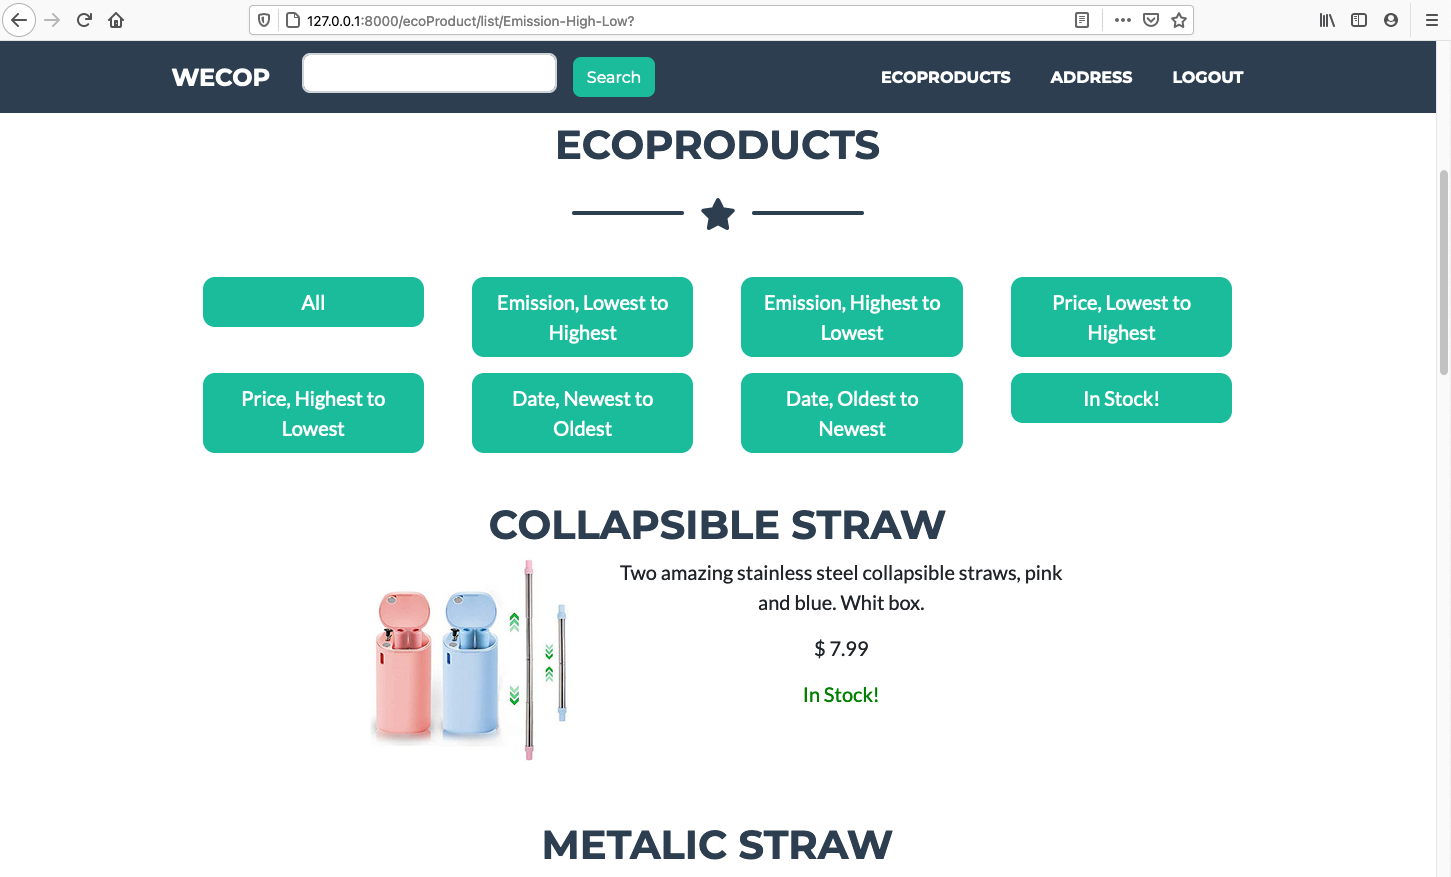 127.0.0.1:8000/ecoProduct/list/Emission-High-Low?
WECOP
Search
ECOPRODUCTS
ADDRESS
LOGOUT
ECOPRODUCTS
All
Emission, Lowest to
Highest
Emission, Highest to
Lowest
Price, Lowest to
Highest
Price, Highest to
Lowest
Date, Newest to
Oldest
Date, Oldest to
Newest
In Stock!
COLLAPSIBLE STRAW
Two amazing stainless steel collapsible straws, pink
and blue. Whit box.
$ 7.99
In Stock!
METALIC STRAW